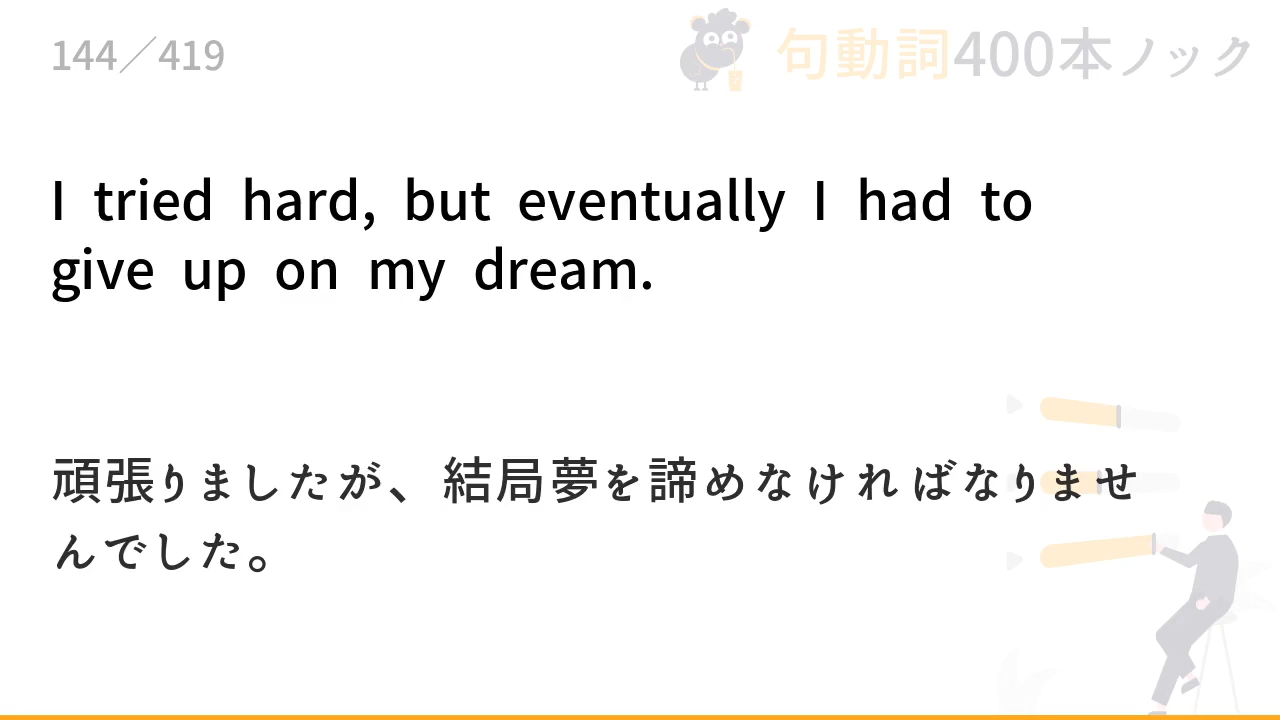 144／419
句動詞400本ノック
I tried hard, but eventually I had to
give up on my dream.
頑張りましたが、結局夢を諦めなければなりませ
んでした。